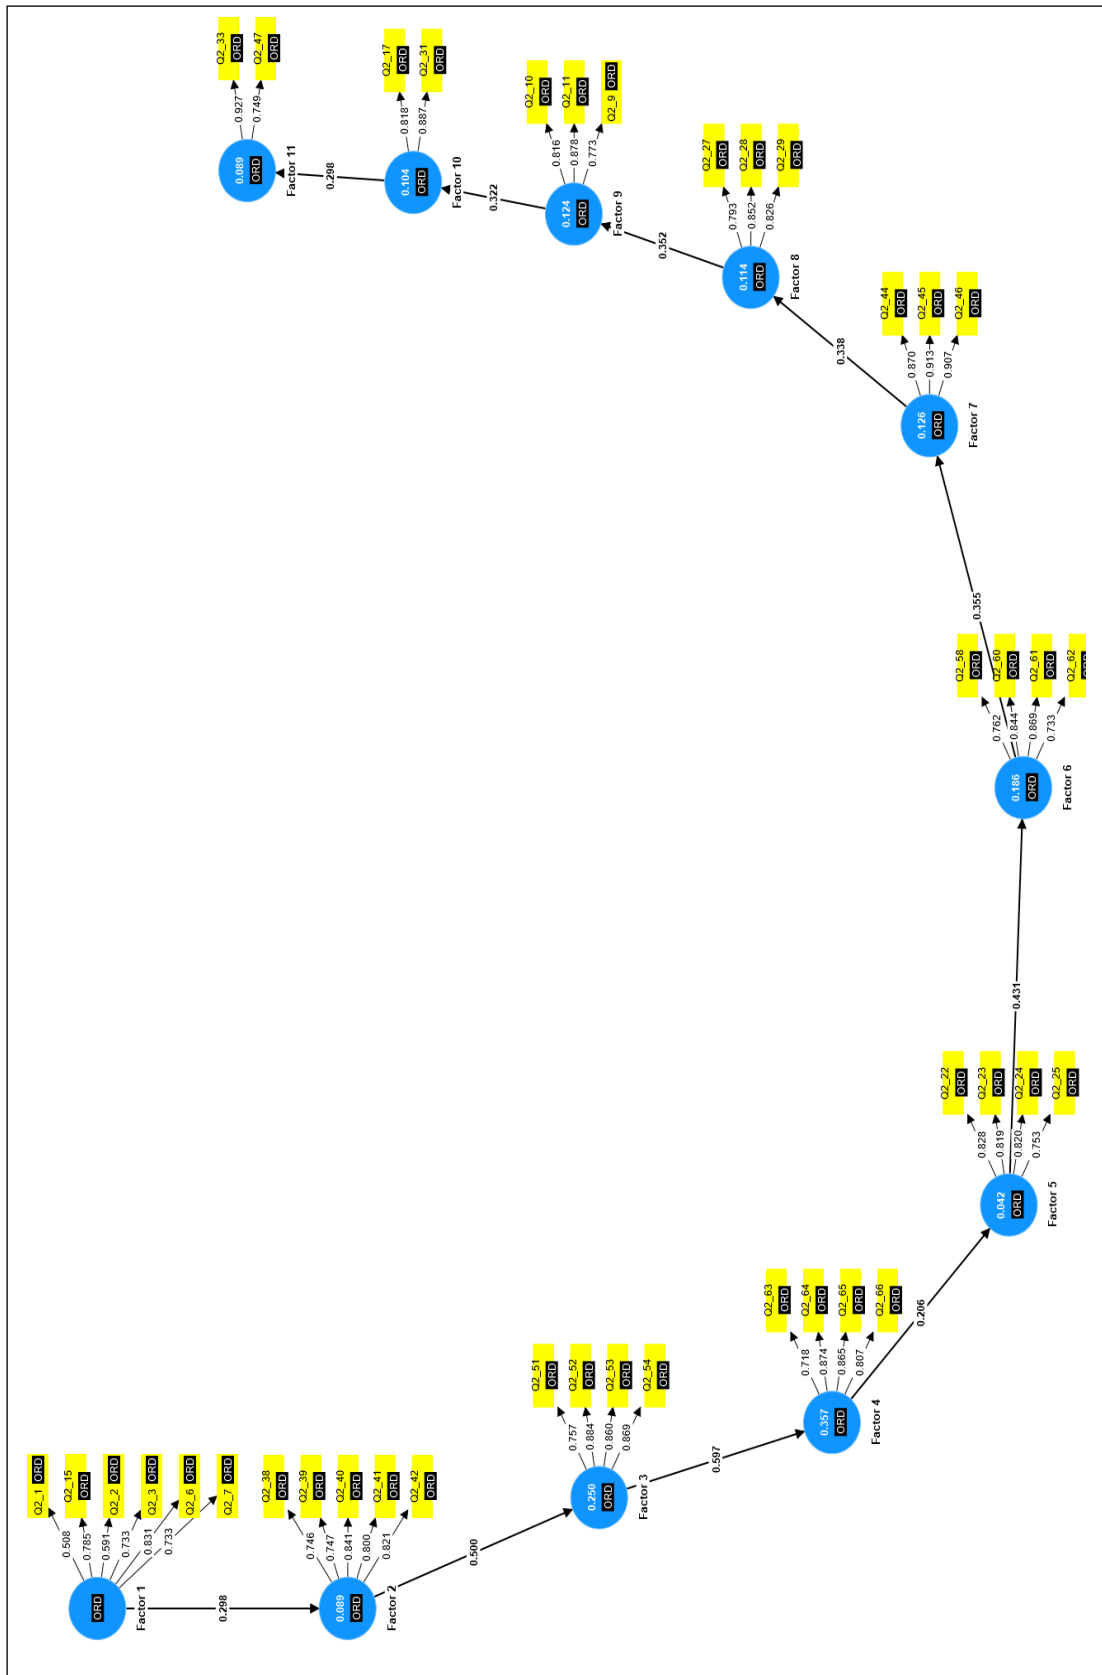 Factor 1
ORD
0.508
0.785
0.591
0.733
0.831
0.733
Q2_1 ORD
Q2_15
ORD
Q2_2 ORD
Q2_3 ORD
Q2_6 ORD
Q2_7 ORD
0.298
Factor 2
0.089
ORD
0.746
0.747
0.841
0.800
0.821
Q2_38
ORD
Q2_39
ORD
Q2_40
ORD
Q2_41
ORD
Q2_42
ORD
0.500
Factor 3
0.250
ORD
0.757
0.884
0.860
0.869
Q2_51
ORD
Q2_52
ORD
Q2_53
ORD
Q2_54
ORD
0.597
Factor 4
0.357
ORD
0.718
0.874
0.865
0.807
Q2_63
ORD
Q2_64
ORD
Q2_65
ORD
Q2_66
ORD
0.206
Factor 5
0.042
ORD
0.828
0.819
0.820
0.753
Q2_22
ORD
Q2_23
ORD
Q2_24
ORD
Q2_25
ORD
0.431
Factor 6
0.186
ORD
0.762
0.844
0.869
0.733
Q2_58
ORD
Q2_60
ORD
Q2_61
ORD
Q2_62
ORD
0.355
Factor 7
0.126
ORD
0.870
0.913
0.907
Q2_44
ORD
Q2_45
ORD
Q2_46
ORD
0.338
Factor 8
0.114
ORD
0.793
0.852
0.826
Q2_27
ORD
Q2_28
ORD
Q2_29
ORD
0.352
Factor 9
0.124
ORD
0.816
0.878
0.773
Q2_10
ORD
Q2_11
ORD
Q2_9 ORD
0.322
Factor 10
0.104
ORD
0.818
0.887
Q2_17
ORD
Q2_31
ORD
0.298
Factor 11
0.089
ORD
0.927
0.749
Q2_33
ORD
Q2_47
ORD